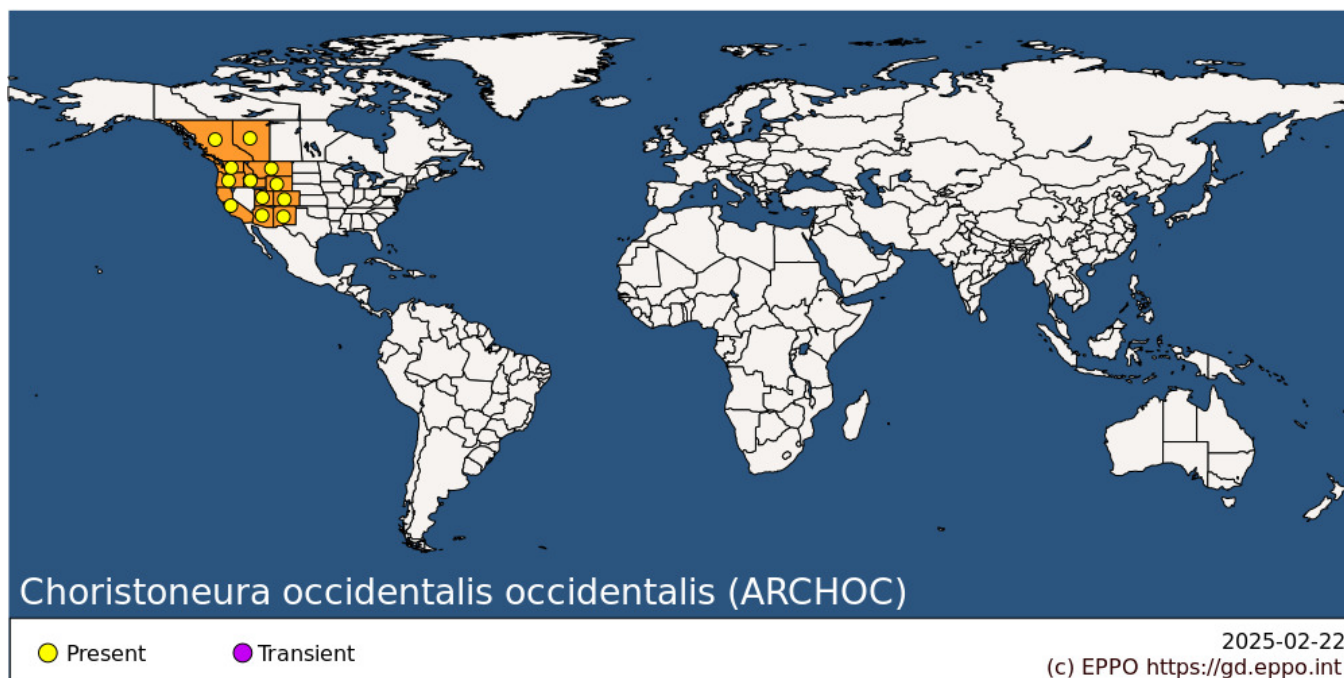 Choristoneura occidentalis occidentalis (ARCHOC)
Present
Transient
2025-02-22
(c) EPPO https://gd.eppo.int